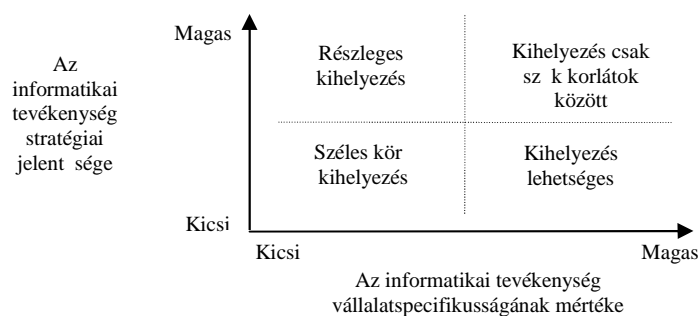 Az
informatikai
tevékenység
stratégiai
jelent sége
Magas
Részleges
kihelyezés
Kihelyezés csak
sz k korlátok
között
Széles kör
kihelyezés
Kihelyezés
lehetséges
Kicsi
Kicsi
Magas
Az informatikai tevékenység
vállalatspecifikusságának mértéke